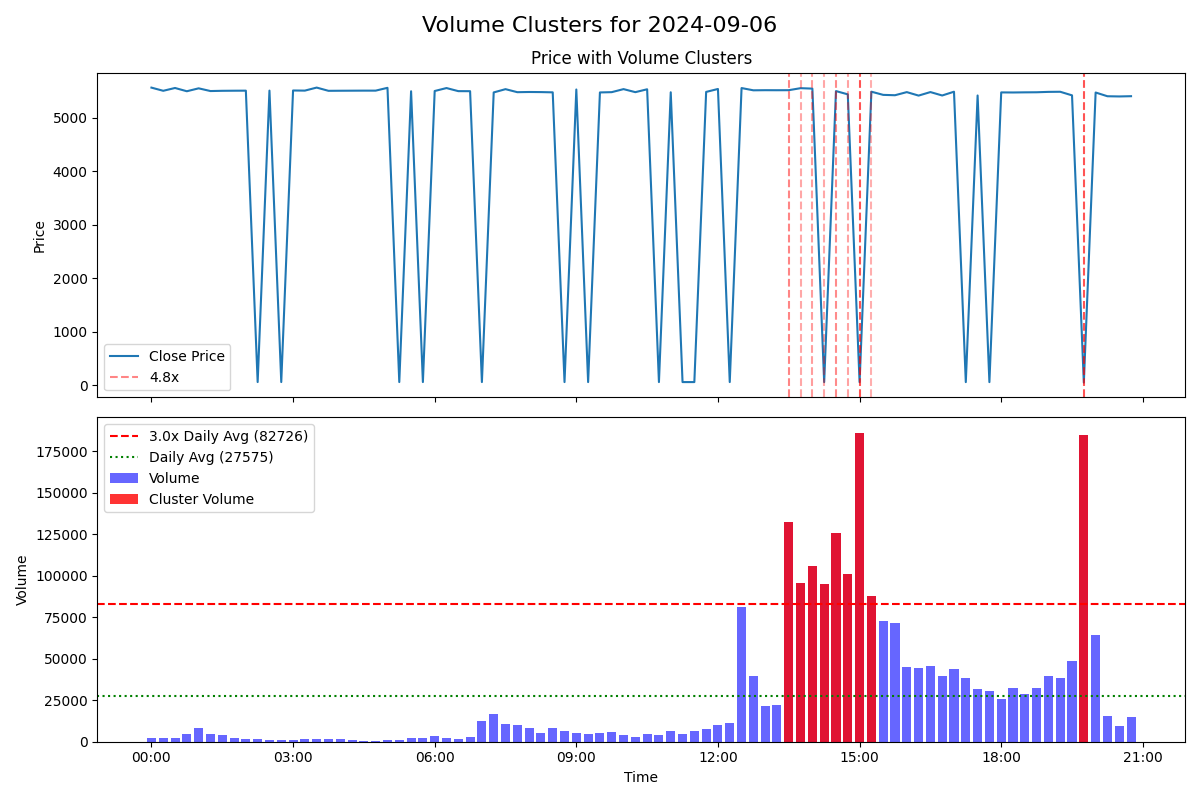 Volume Clusters for 2024-09-06
Price with Volume Clusters
Price
5000
4000
3000
2000
1000
0
Close Price
4.8x
Volume
175000
150000
125000
100000
75000
50000
25000
0
3.0x Daily Avg (82726)
Daily Avg (27575)
Volume
Cluster Volume
00:00 03:00 06:00 09:00 12:00 15:00 18:00 21:00
Time